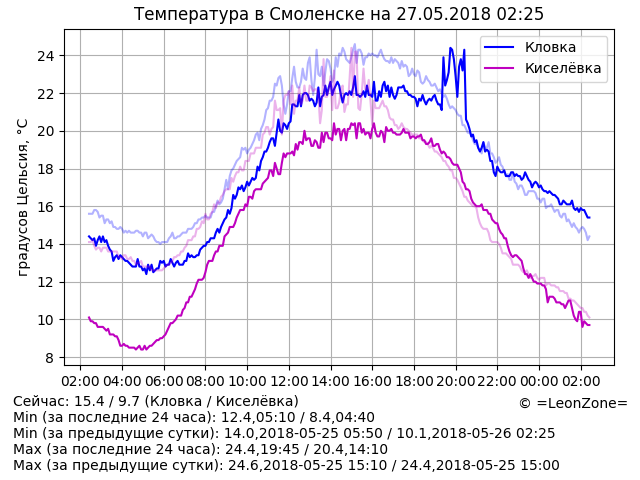 Температура в Смоленске на 27.05.2018 02:25
градусов Цельсия, °C
24
22
20
18
16
14
12
10
8
Кловка
Киселёвка
02:00 04:00 06:00 08:00 10:00 12:00 14:00 16:00 18:00 20:00 22:00 00:00 02:00
Сейчас: 15.4 / 9.7 (Кловка / Киселёвка)
© =LeonZone=
Min (за последние 24 часа): 12.4,05:10 / 8.4,04:40
Min (за предыдущие сутки): 14.0,2018-05-25 05:50 / 10.1,2018-05-26 02:25
Max (за последние 24 часа): 24.4,19:45 / 20.4,14:10
Max (за предыдущие сутки): 24.6,2018-05-25 15:10 / 24.4,2018-05-25 15:00